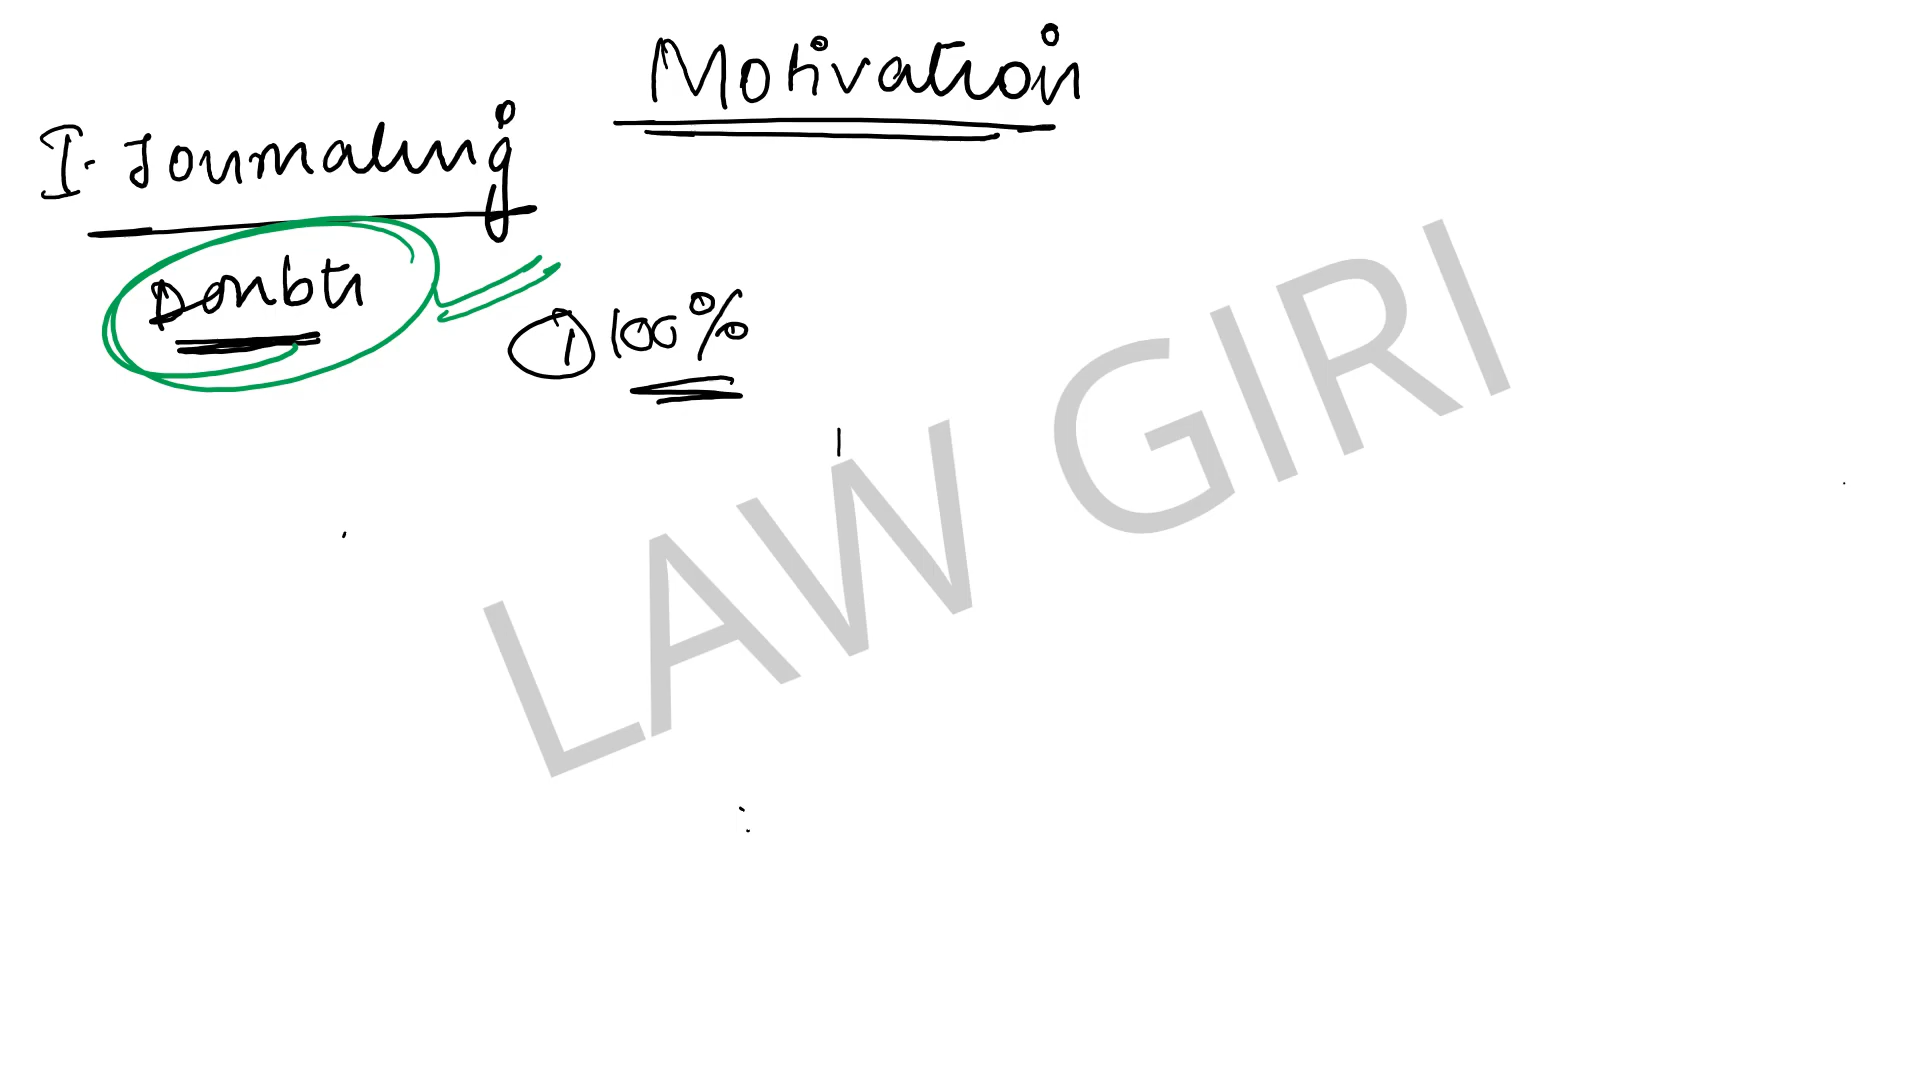 Motivation
I. Journaling
Doubts
① 100%
LAW GIRI